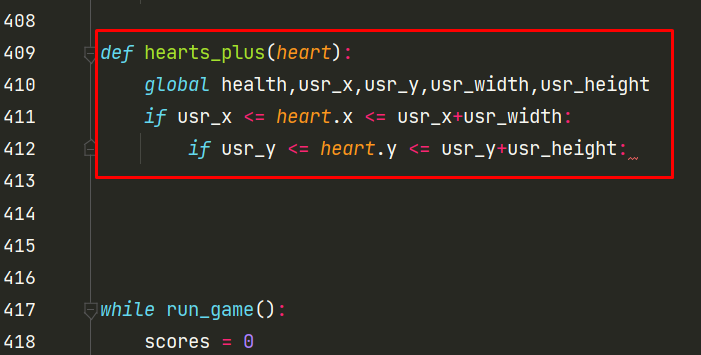 408
409 def hearts_plus(heart):
410 global health,usr_x,usr_y,usr_width,usr_height
411 if usr_x <= heart.x <= usr_x+usr_width:
412 if usr_y <= heart.y <= usr_y+usr_height:
413
414
415
416
417 while run_game():
418 scores = 0